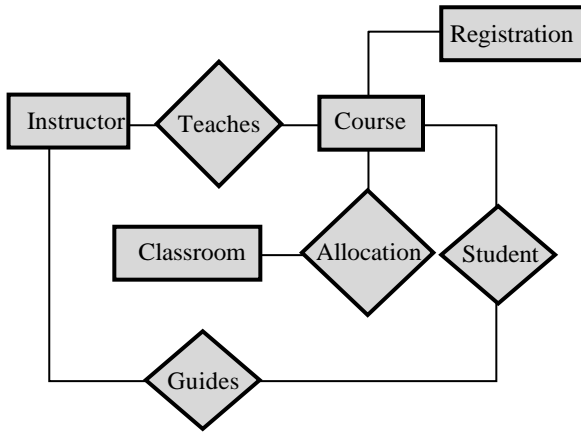 Registration
Instructor
Teaches
Course
Classroom
Allocation
Student
Guides